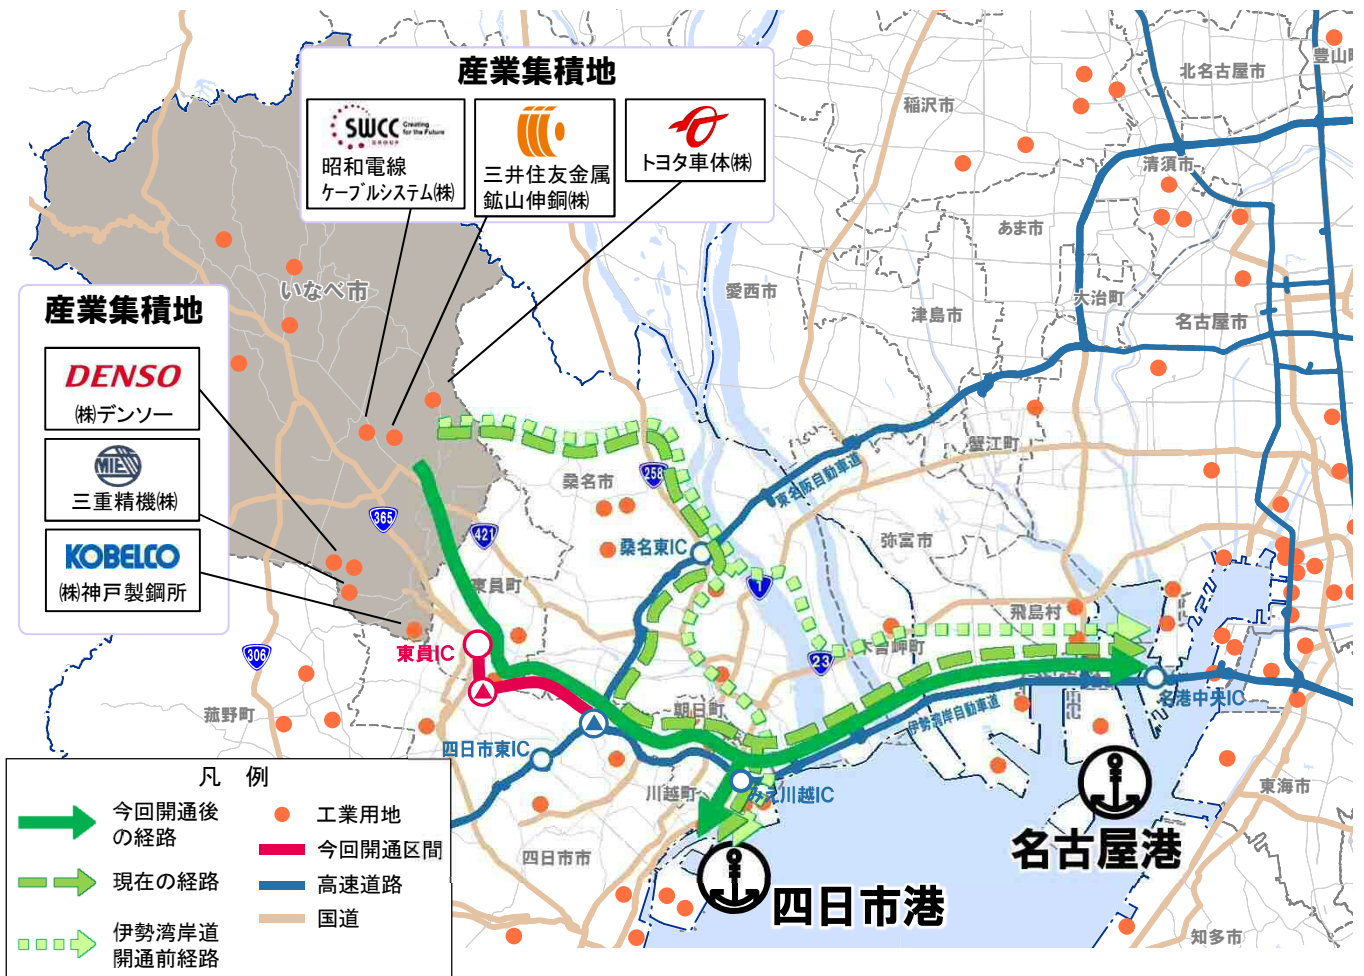 産業集積地
SWCC Creating for the Future
GROUP
昭和電線
ケーブルシステム(株)
三井住友金属
鉱山伸銅(株)
トヨタ車体(株)
産業集積地
DENSO
(株)デンソー
MIE
三重精機(株)
KOBELCO
(株)神戸製鋼所
いなべ市
稲沢市
北名古屋市
豊山町
清須市
あま市
愛西市
津島市
大治町
名古屋市
蟹江町
桑名市
258
東名阪自動車道
365
421
桑名東IC
弥富市
東員町
1
飛島村
306
東員IC
23
木曽岬町
菰野町
朝日町
伊勢湾岸自動車道
名港中央IC
四日市東IC
川越町
みえ川越IC
東海市
四日市市
名古屋港
四日市港
知多市
凡 例
今回開通後
の経路
現在の経路
伊勢湾岸道
開通前経路
工業用地
今回開通区間
高速道路
国道